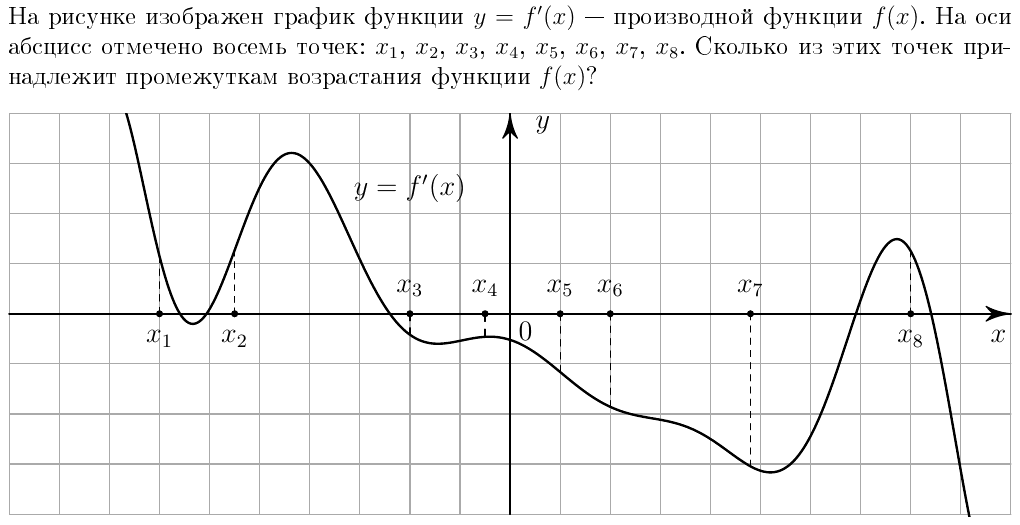 На рисунке изображен график функции y = f′(x) — производной функции f(x). На оси
абсцисс отмечено восемь точек: x₁, x₂, x₃, x₄, x₅, x₆, x₇, x₈. Сколько из этих точек при-
надлежит промежуткам возрастания функции f(x)?
y
y = f′(x)
x₃ x₄ x₅ x₆ x₇
x₁ x₂ 0 x₈ x